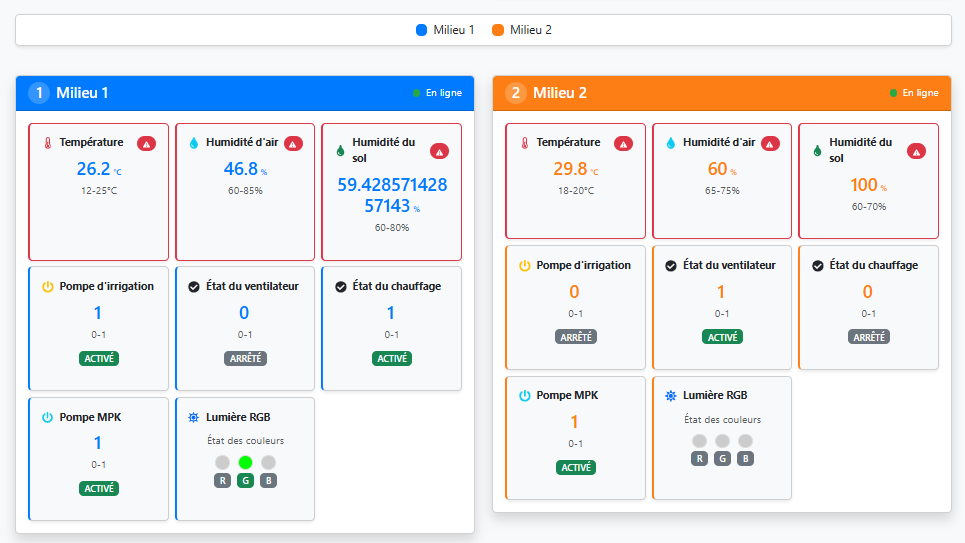 Milieu 1
Milieu 2
1 Milieu 1
En ligne
Température
26.2 °C
12-25°C
Humidité d'air
46.8 %
60-85%
Humidité du
sol
59.428571428
57143 %
60-80%
Pompe d'irrigation
1
0-1
ACTIVÉ
État du ventilateur
0
0-1
ARRÊTÉ
État du chauffage
1
0-1
ACTIVÉ
Pompe MPK
1
0-1
ACTIVÉ
Lumière RGB
État des couleurs
R G B
2 Milieu 2
En ligne
Température
29.8 °C
18-20°C
Humidité d'air
60 %
65-75%
Humidité du
sol
100 %
60-70%
Pompe d'irrigation
0
0-1
ARRÊTÉ
État du ventilateur
1
0-1
ACTIVÉ
État du chauffage
0
0-1
ARRÊTÉ
Pompe MPK
1
0-1
ACTIVÉ
Lumière RGB
État des couleurs
R G B